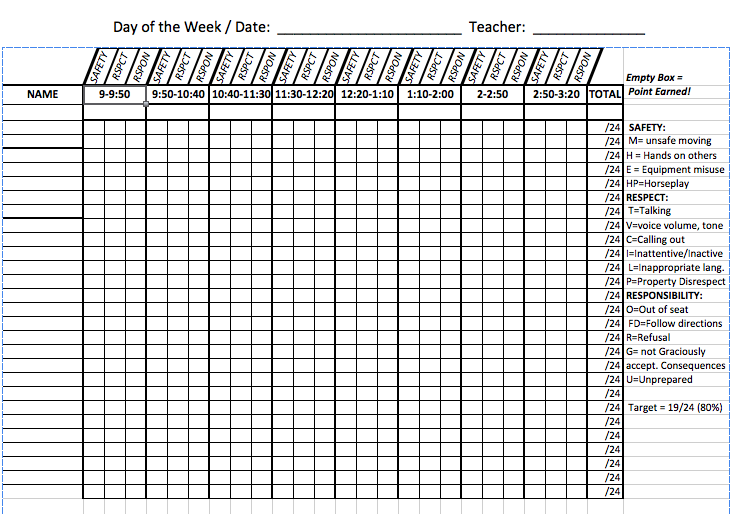 Day of the Week / Date: ______________________ Teacher: ______________
SAFETY RSPCT RSPON SAFETY RSPCT RSPON SAFETY RSPCT RSPON SAFETY RSPCT RSPON SAFETY RSPCT RSPON SAFETY RSPCT RSPON SAFETY RSPCT RSPON SAFETY RSPCT RSPON
Empty Box =
NAME 9-9:50 9:50-10:40 10:40-11:30 11:30-12:20 12:20-1:10 1:10-2:00 2-2:50 2:50-3:20 TOTAL Point Earned!
/24 SAFETY:
/24 M= unsafe moving
/24 H = Hands on others
/24 E = Equipment misuse
/24 HP=Horseplay
/24 RESPECT:
/24 T=Talking
/24 V=voice volume, tone
/24 C=Calling out
/24 I=Inattentive/Inactive
/24 L=Inappropriate lang.
/24 P=Property Disrespect
/24 RESPONSIBILITY:
/24 O=Out of seat
/24 FD=Follow directions
/24 R=Refusal
/24 G= not Graciously
/24 accept. Consequences
/24 U=Unprepared
/24
/24 Target = 19/24 (80%)
/24
/24
/24
/24
/24
/24